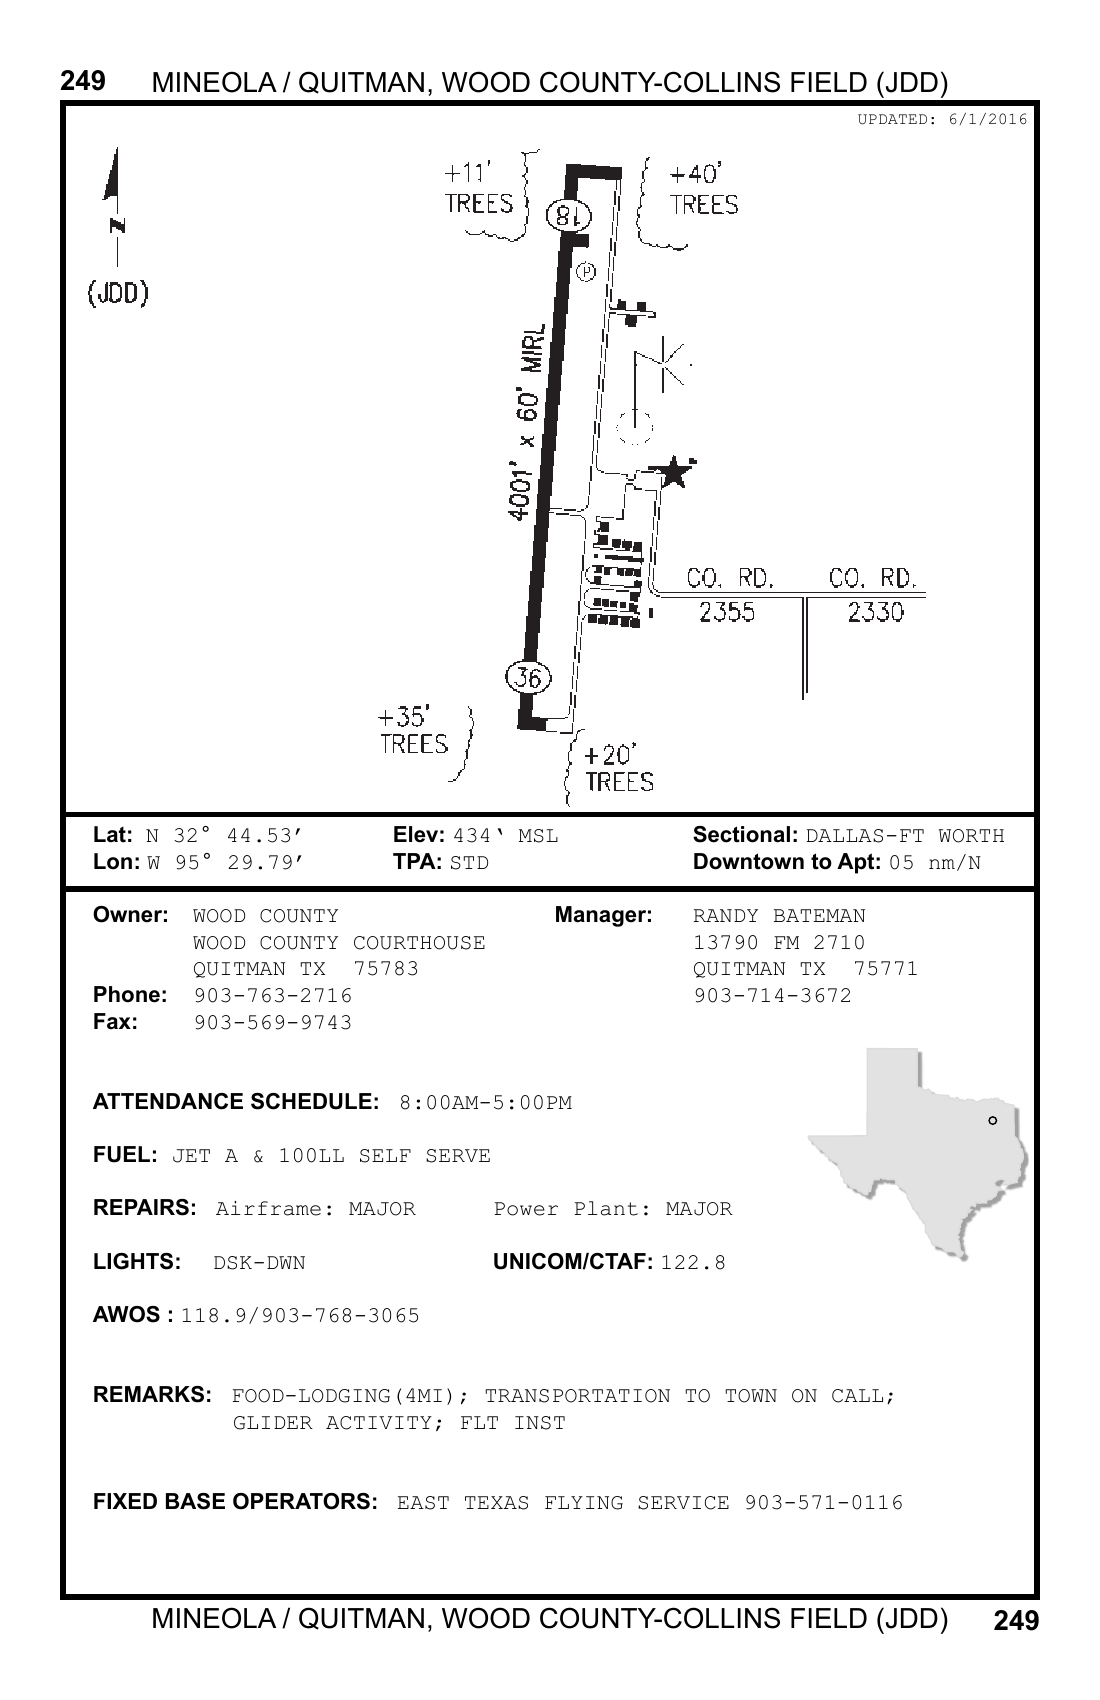 249 MINEOLA / QUITMAN, WOOD COUNTY-COLLINS FIELD (JDD)
UPDATED: 6/1/2016
+11' +40'
TREES TREES
18
N
P
(JDD)
4001' x 60' MIRL
CO. RD. CO. RD.
2355 2330
36
+35'
TREES
+20'
TREES
Lat: N 32° 44.53’ Elev: 434‘ MSL Sectional: DALLAS-FT WORTH
Lon: W 95° 29.79’ TPA: STD Downtown to Apt: 05 nm/N
Owner: WOOD COUNTY Manager: RANDY BATEMAN
WOOD COUNTY COURTHOUSE 13790 FM 2710
QUITMAN TX 75783 QUITMAN TX 75771
Phone: 903-763-2716 903-714-3672
Fax: 903-569-9743
ATTENDANCE SCHEDULE: 8:00AM-5:00PM
FUEL: JET A & 100LL SELF SERVE
REPAIRS: Airframe: MAJOR Power Plant: MAJOR
LIGHTS: DSK-DWN UNICOM/CTAF: 122.8
AWOS : 118.9/903-768-3065
REMARKS: FOOD-LODGING(4MI); TRANSPORTATION TO TOWN ON CALL;
GLIDER ACTIVITY; FLT INST
FIXED BASE OPERATORS: EAST TEXAS FLYING SERVICE 903-571-0116
MINEOLA / QUITMAN, WOOD COUNTY-COLLINS FIELD (JDD) 249